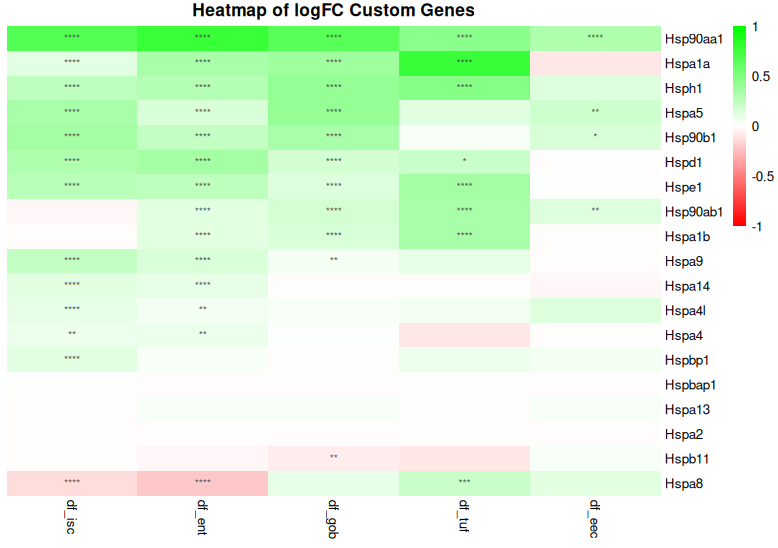 Heatmap of logFC Custom Genes
**** **** **** **** **** Hsp90aa1
**** **** **** **** Hspa1a
**** **** **** **** Hsph1
**** **** **** ** Hspa5
**** **** **** * Hsp90b1
**** **** **** * Hspd1
**** **** **** **** Hspe1
**** **** **** ** Hsp90ab1
**** **** **** Hspa1b
**** **** ** Hspa9
**** **** Hspa14
**** ** Hspa4l
** ** Hspa4
**** Hspbp1
Hspbap1
Hspa13
Hspa2
** Hspb11
**** **** *** Hspa8
df_isc df_ent df_gob df_tuf df_eec
1
0.5
0
-0.5
-1